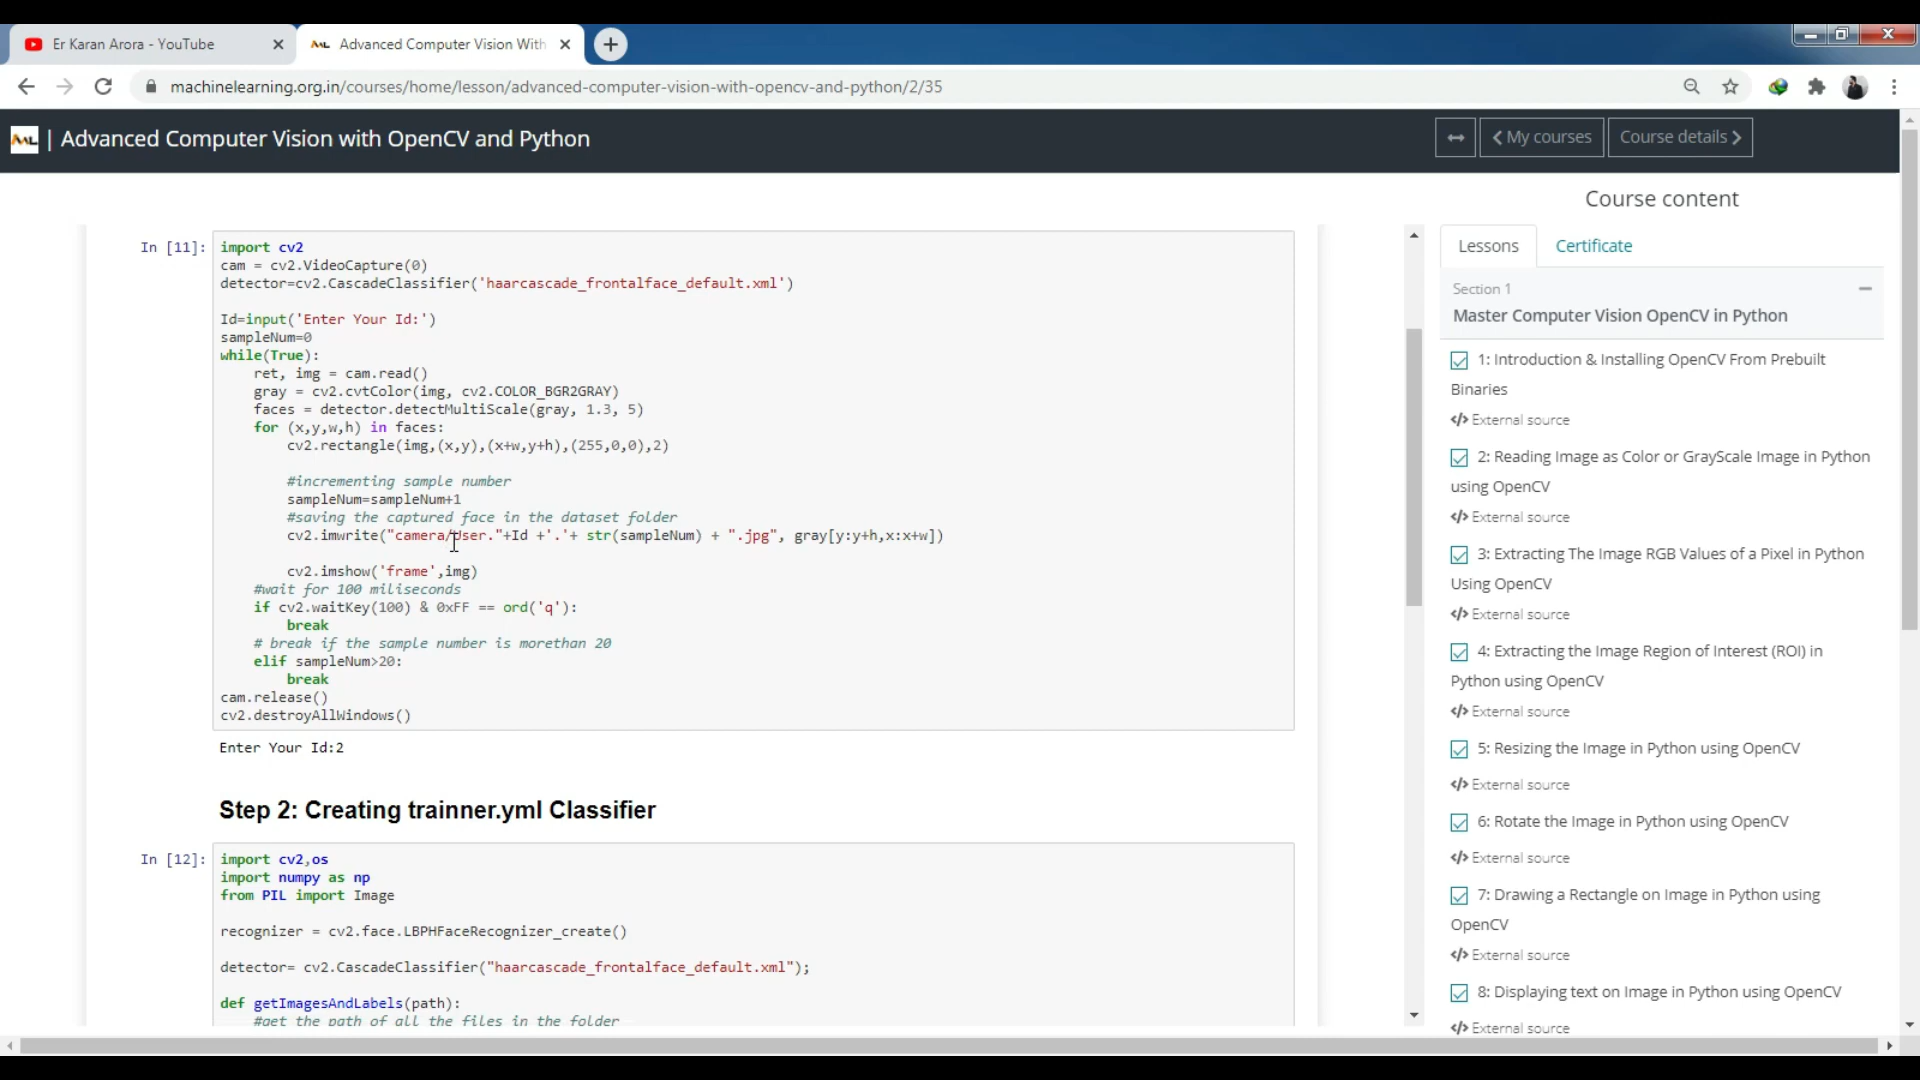 Er Karan Arora - YouTube
Advanced Computer Vision With
machinelearning.org.in/courses/home/lesson/advanced-computer-vision-with-opencv-and-python/2/35
AML | Advanced Computer Vision with OpenCV and Python
My courses
Course details
In [11]:
import cv2
cam = cv2.VideoCapture(0)
detector=cv2.CascadeClassifier('haarcascade_frontalface_default.xml')
Id=input('Enter Your Id:')
sampleNum=0
while(True):
ret, img = cam.read()
gray = cv2.cvtColor(img, cv2.COLOR_BGR2GRAY)
faces = detector.detectMultiScale(gray, 1.3, 5)
for (x,y,w,h) in faces:
cv2.rectangle(img,(x,y),(x+w,y+h),(255,0,0),2)
#incrementing sample number
sampleNum=sampleNum+1
#saving the captured face in the dataset folder
cv2.imwrite("camera/User."+Id +'.'+ str(sampleNum) + ".jpg", gray[y:y+h,x:x+w])
cv2.imshow('frame',img)
#wait for 100 miliseconds
if cv2.waitKey(100) & 0xFF == ord('q'):
break
# break if the sample number is morethan 20
elif sampleNum>20:
break
cam.release()
cv2.destroyAllWindows()
Enter Your Id:2
Step 2: Creating trainner.yml Classifier
In [12]:
import cv2,os
import numpy as np
from PIL import Image
recognizer = cv2.face.LBPHFaceRecognizer_create()
detector= cv2.CascadeClassifier("haarcascade_frontalface_default.xml");
def getImagesAndLabels(path):
#get the path of all the files in the folder
Course content
Lessons
Certificate
Section 1
Master Computer Vision OpenCV in Python
1: Introduction & Installing OpenCV From Prebuilt
Binaries
</> External source
2: Reading Image as Color or GrayScale Image in Python
using OpenCV
</> External source
3: Extracting The Image RGB Values of a Pixel in Python
Using OpenCV
</> External source
4: Extracting the Image Region of Interest (ROI) in
Python using OpenCV
</> External source
5: Resizing the Image in Python using OpenCV
</> External source
6: Rotate the Image in Python using OpenCV
</> External source
7: Drawing a Rectangle on Image in Python using
OpenCV
</> External source
8: Displaying text on Image in Python using OpenCV
</> External source